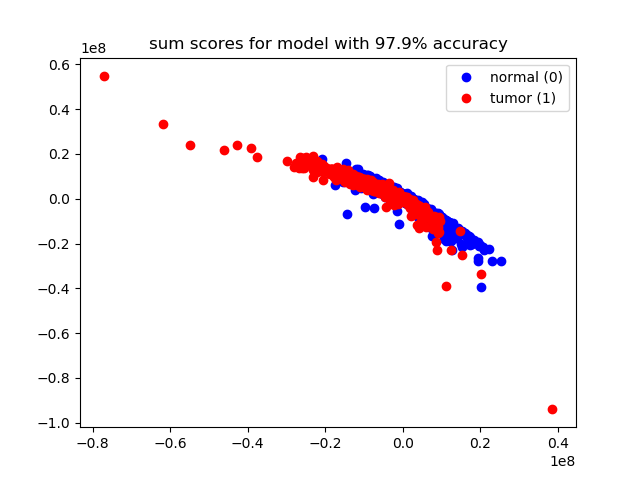 sum scores for model with 97.9% accuracy
1e8
0.6
0.4
0.2
0.0
−0.2
−0.4
−0.6
−0.8
−1.0
normal (0)
tumor (1)
−0.8 −0.6 −0.4 −0.2 0.0 0.2 0.4
1e8